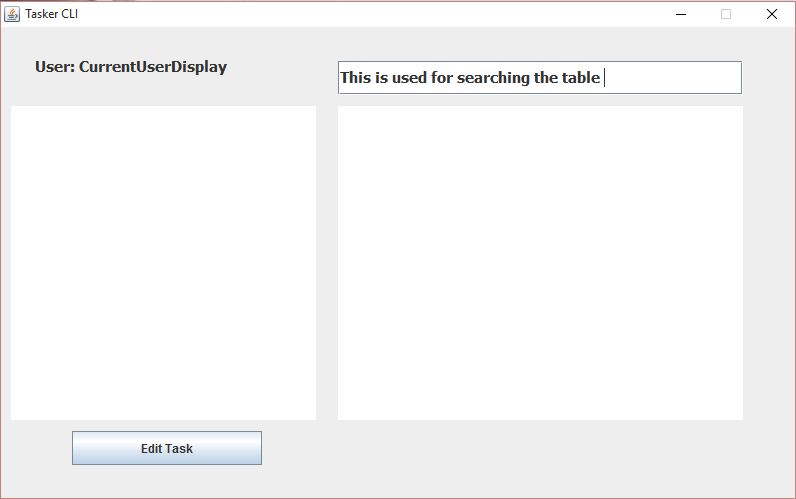 Tasker CLI
User: CurrentUserDisplay
This is used for searching the table
Edit Task